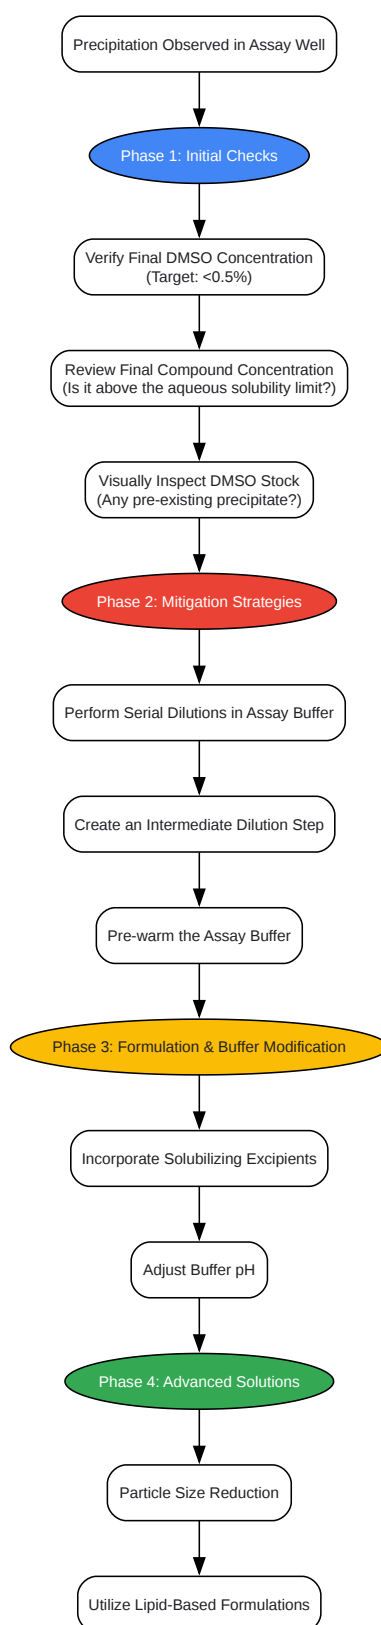 Precipitation Observed in Assay Well
Phase 1: Initial Checks
Verify Final DMSO Concentration
(Target: <0.5%)
Review Final Compound Concentration
(Is it above the aqueous solubility limit?)
Visually Inspect DMSO Stock
(Any pre-existing precipitate?)
Phase 2: Mitigation Strategies
Perform Serial Dilutions in Assay Buffer
Create an Intermediate Dilution Step
Pre-warm the Assay Buffer
Phase 3: Formulation & Buffer Modification
Incorporate Solubilizing Excipients
Adjust Buffer pH
Phase 4: Advanced Solutions
Particle Size Reduction
Utilize Lipid-Based Formulations